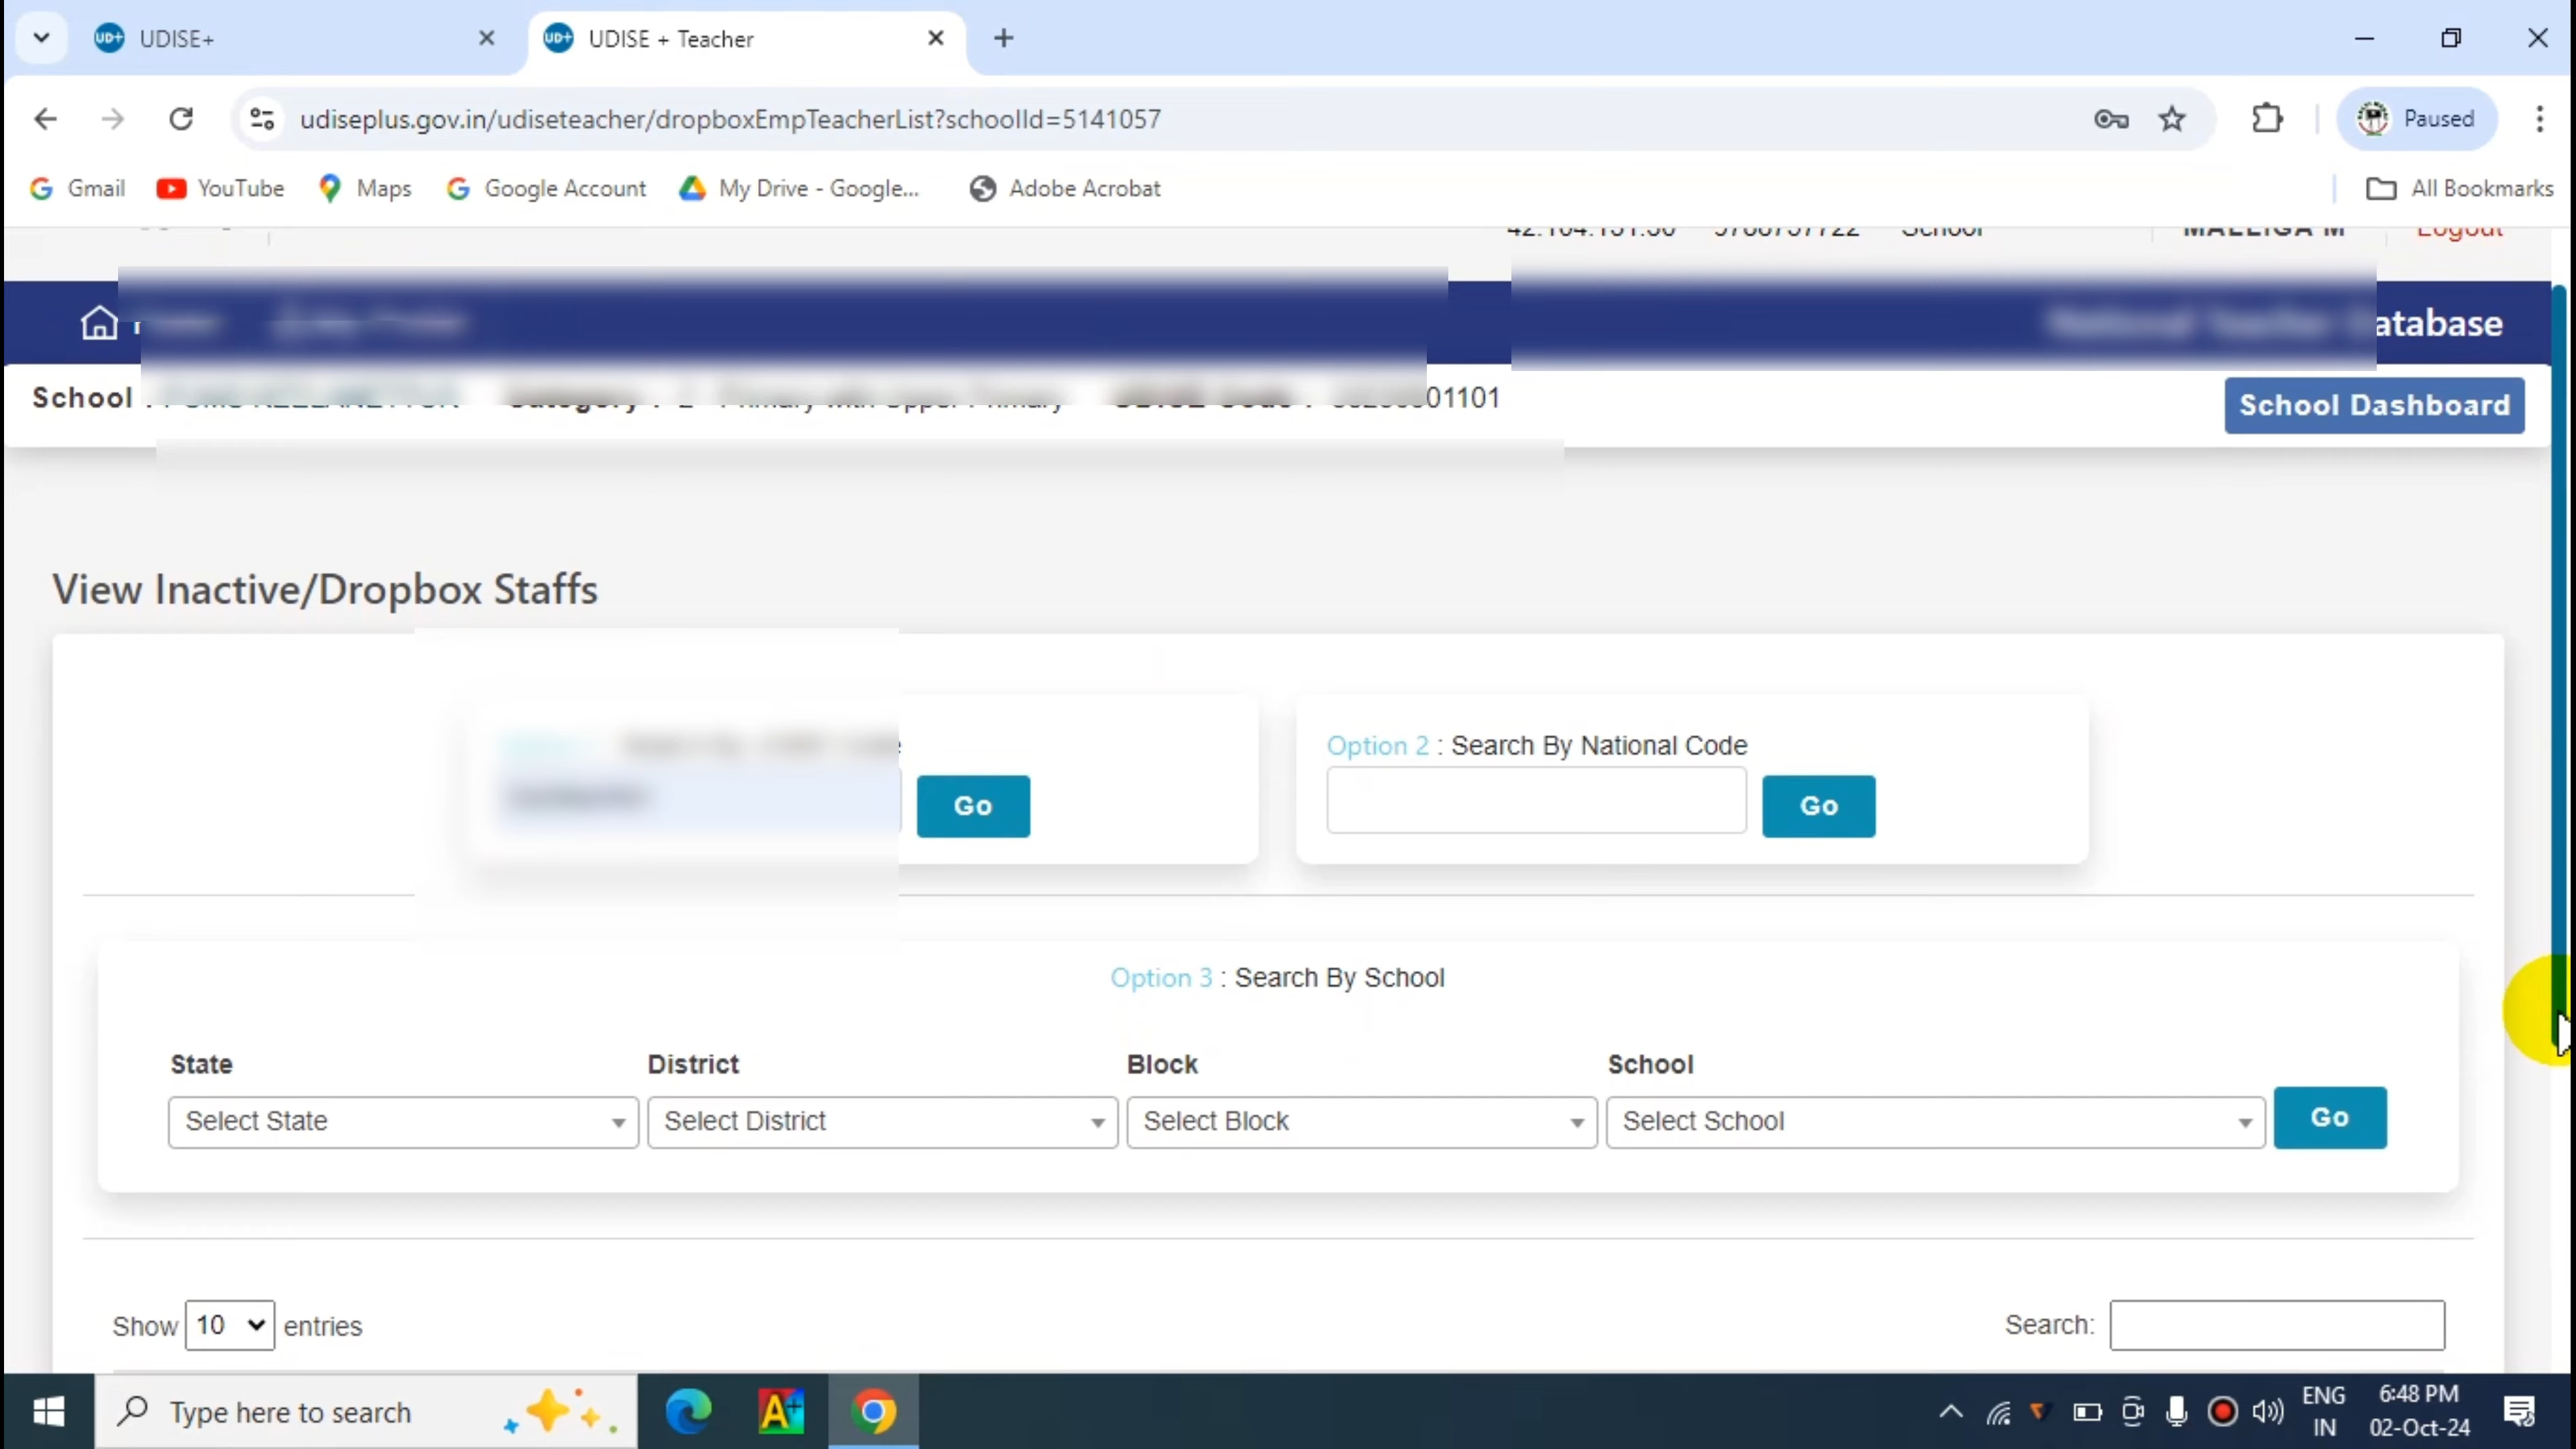 UDISE+
UDISE + Teacher
udiseplus.gov.in/udiseteacher/dropboxEmpTeacherList?schoolId=5141057
Paused
Gmail YouTube Maps Google Account My Drive - Google... Adobe Acrobat All Bookmarks
School MALLIGA M Logout
atabase
School : 01101 School Dashboard
View Inactive/Dropbox Staffs
Option 2 : Search By National Code
Go Go
Option 3 : Search By School
State District Block School
Select State Select District Select Block Select School Go
Show 10 entries Search:
Type here to search
ENG 6:48 PM
IN 02-Oct-24